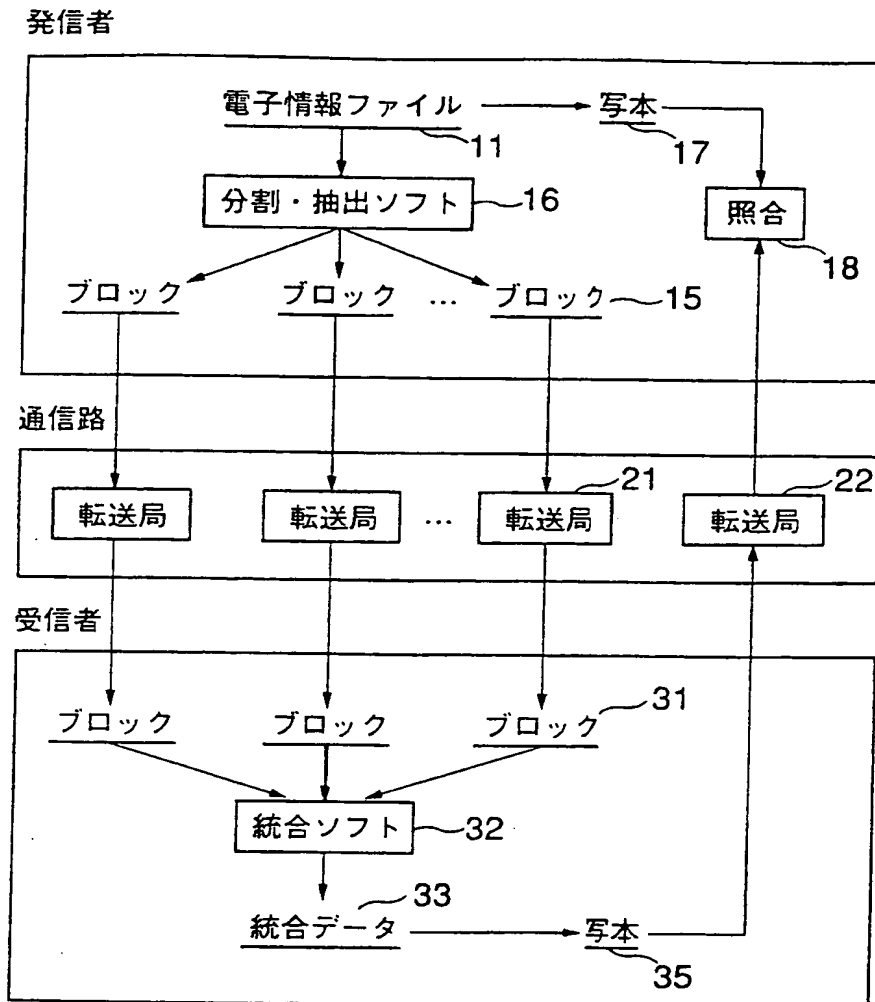 発信者
電子情報ファイル 写本
11 17
分割・抽出ソフト 16 照合
18
ブロック ブロック … ブロック 15
通信路
21 22
転送局 転送局 … 転送局 転送局
受信者
ブロック ブロック ブロック 31
統合ソフト 32
33
統合データ 写本
35